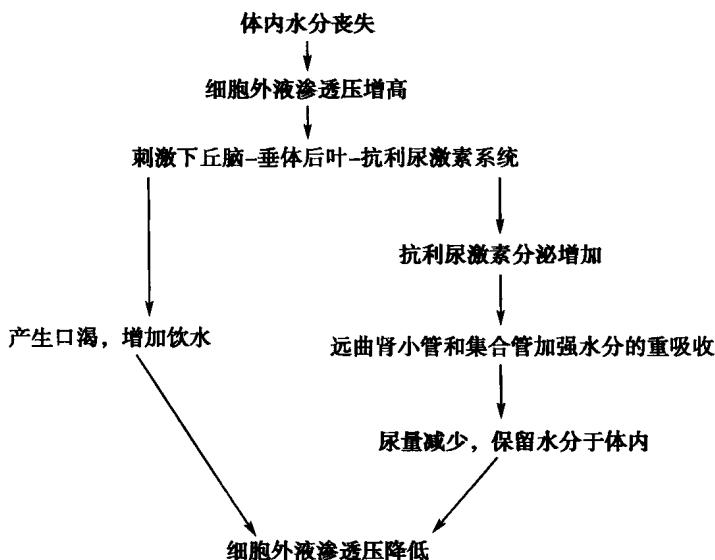 体内水分丧失
细胞外液渗透压增高
刺激下丘脑-垂体后叶-抗利尿激素系统
抗利尿激素分泌增加
产生口渴，增加饮水
远曲肾小管和集合管加强水分的重吸收
尿量减少，保留水分于体内
细胞外液渗透压降低